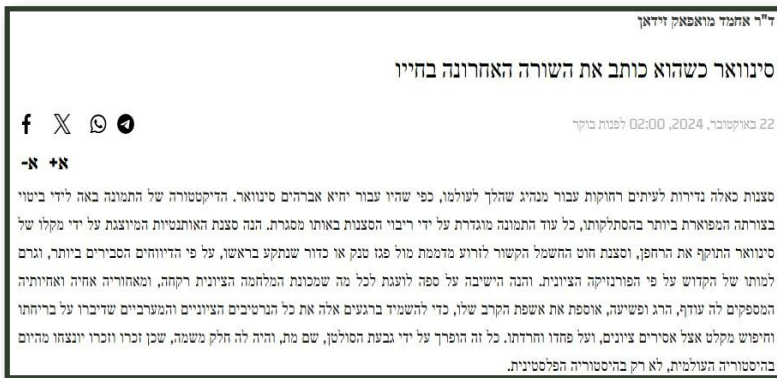 ד"ר אחמד מואפאק זידאן
סינוואר כשהוא כותב את השורה האחרונה בחייו
22 באוקטובר, 2024, 02:00 לפנות בוקר
א+ א-
סצנות כאלה נדירות לעיתים רחוקות עבור מנהיג שהלך לעולמו, כפי שהיו עבור יחיא אברהים סינוואר. הדיקטטורה של התמונה באה לידי ביטוי
בצורתה המפוארת ביותר בהסתלקותו, כל עוד התמונה מוגדרת על ידי ריבוי הסצנות באותו מסגרת. הנה סצנת האותנטיות המיוצגת על ידי מקלו של
סינוואר התוקף את הרחפן, וסצנת חוט החשמל הקשור לזרוע מדממת מול פגז טנק או כדור שנתקע בראשו, על פי הדיווחים הסבירים ביותר, וגרם
למותו של הקדוש על פי הפורנזיקה הציונית. והנה הישיבה על ספה לועגת לכל מה שמכונת המלחמה הציונית רקחה, ומאחוריה אחיה ואחיותיה
המספקים לה עודף, הרג ופשיעה, אוספת את אשפת הקרב שלו, כדי להשמיד ברגעים אלה את כל הנרטיבים הציוניים והמערביים שדיברו על בריחתו
וחיפוש מקלט אצל אסירים ציונים, ועל פחדו וחרדתו. כל זה הופרך על ידי גבעת הסולטן, שם מת, והיה לה חלק משמה, שכן זכרו וזכרו יונצחו מהיום
בהיסטוריה העולמית, לא רק בהיסטוריה הפלסטינית.